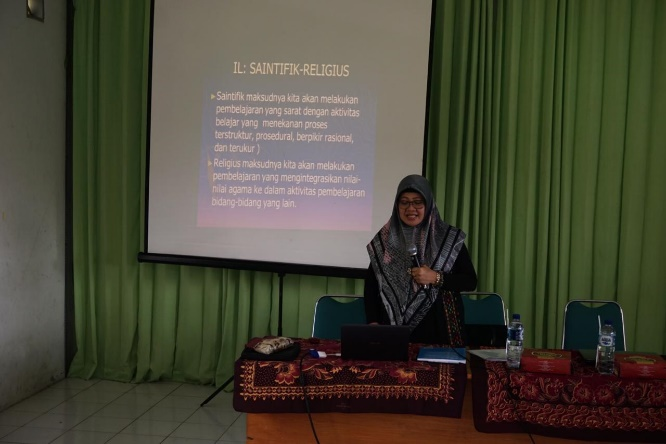 IL: SAINTIFIK-RELIGIUS
▸Saintifik maksudnya kita akan melakukan
pembelajaran yang sarat dengan aktivitas
belajar yang menekanan proses
terstruktur, prosedural, berpikir rasional,
dan terukur )
▸Religius maksudnya kita akan melakukan
pembelajaran yang mengintegrasikan nilai-
nilai agama ke dalam aktivitas pembelajaran
bidang-bidang yang lain.